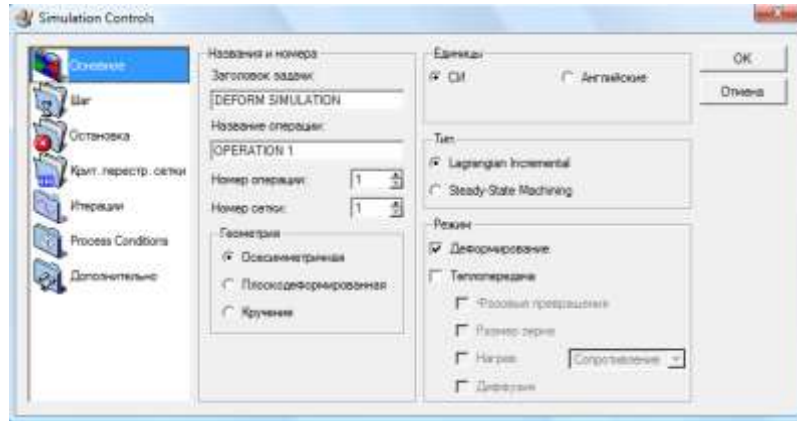 Simulation Controls
Основные
Шаг
Остановка
Крит. перестр. сетки
Итерации
Process Conditions
Дополнительно
Названия и номера
Заголовок задачи:
DEFORM SIMULATION
Название операции:
OPERATION 1
Номер операции: 1
Номер сетки: 1
Геометрия
Осесимметричная
Плоскодеформированная
Кручение
Единицы
СИ
Английские
Тип
Lagrangian Incremental
Steady-State Machining
Режим
Деформирование
Теплопередача
Фазовые превращения
Размер зерна
Нагрев
Сопротивление
Диффузия
OK
Отмена